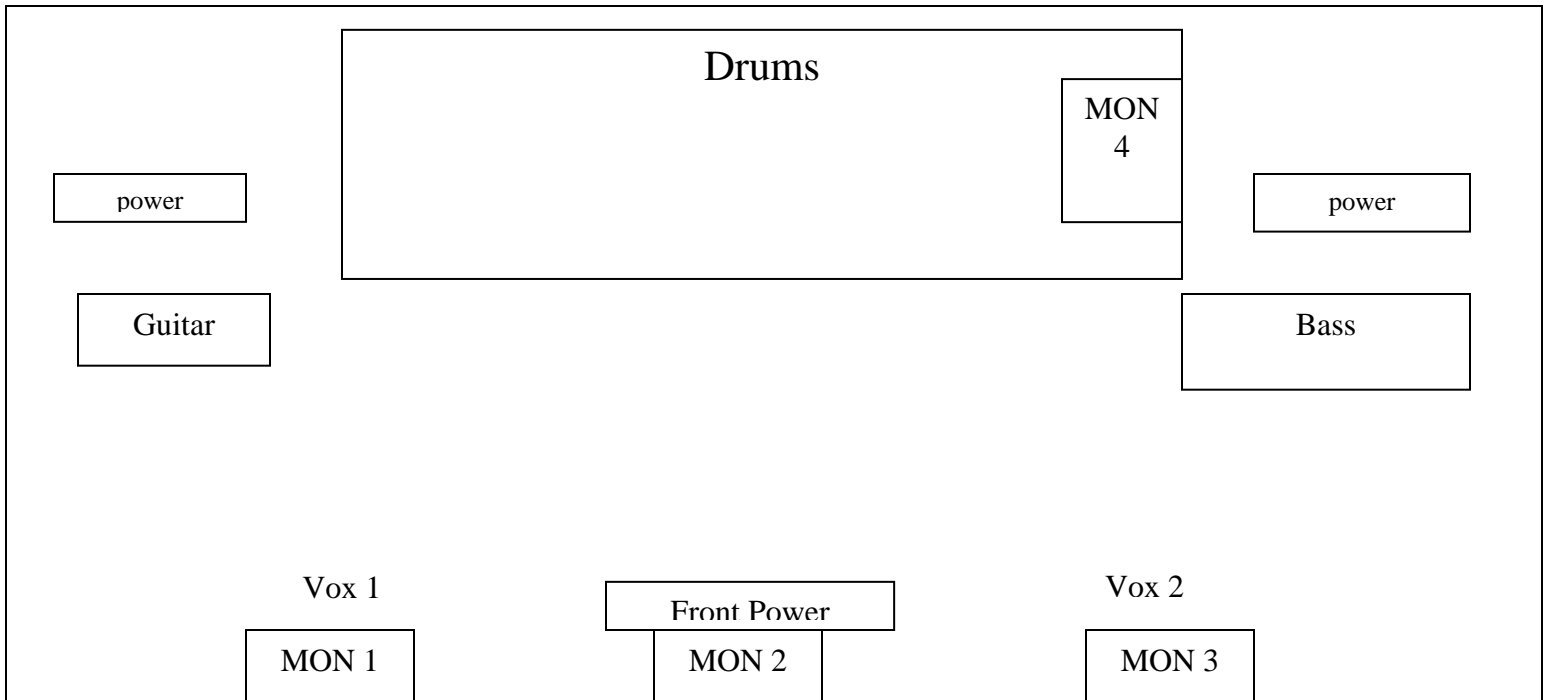 Drums
MON
4
power
power
Guitar
Bass
Vox 1
Front Power
Vox 2
MON 1
MON 2
MON 3